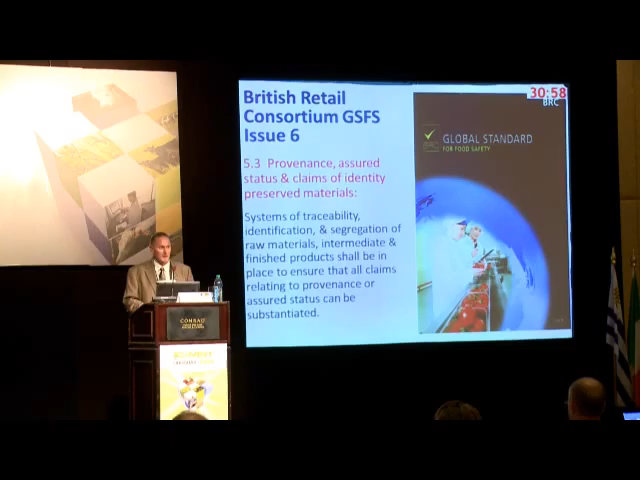 British Retail
Consortium GSFS
Issue 6
30:58
BRC
5.3 Provenance, assured
status & claims of identity
preserved materials:
Systems of traceability,
identification, & segregation of
raw materials, intermediate &
finished products shall be in
place to ensure that all claims
relating to provenance or
assured status can be
substantiated.
GLOBAL STANDARD
FOR FOOD SAFETY
CONRAD